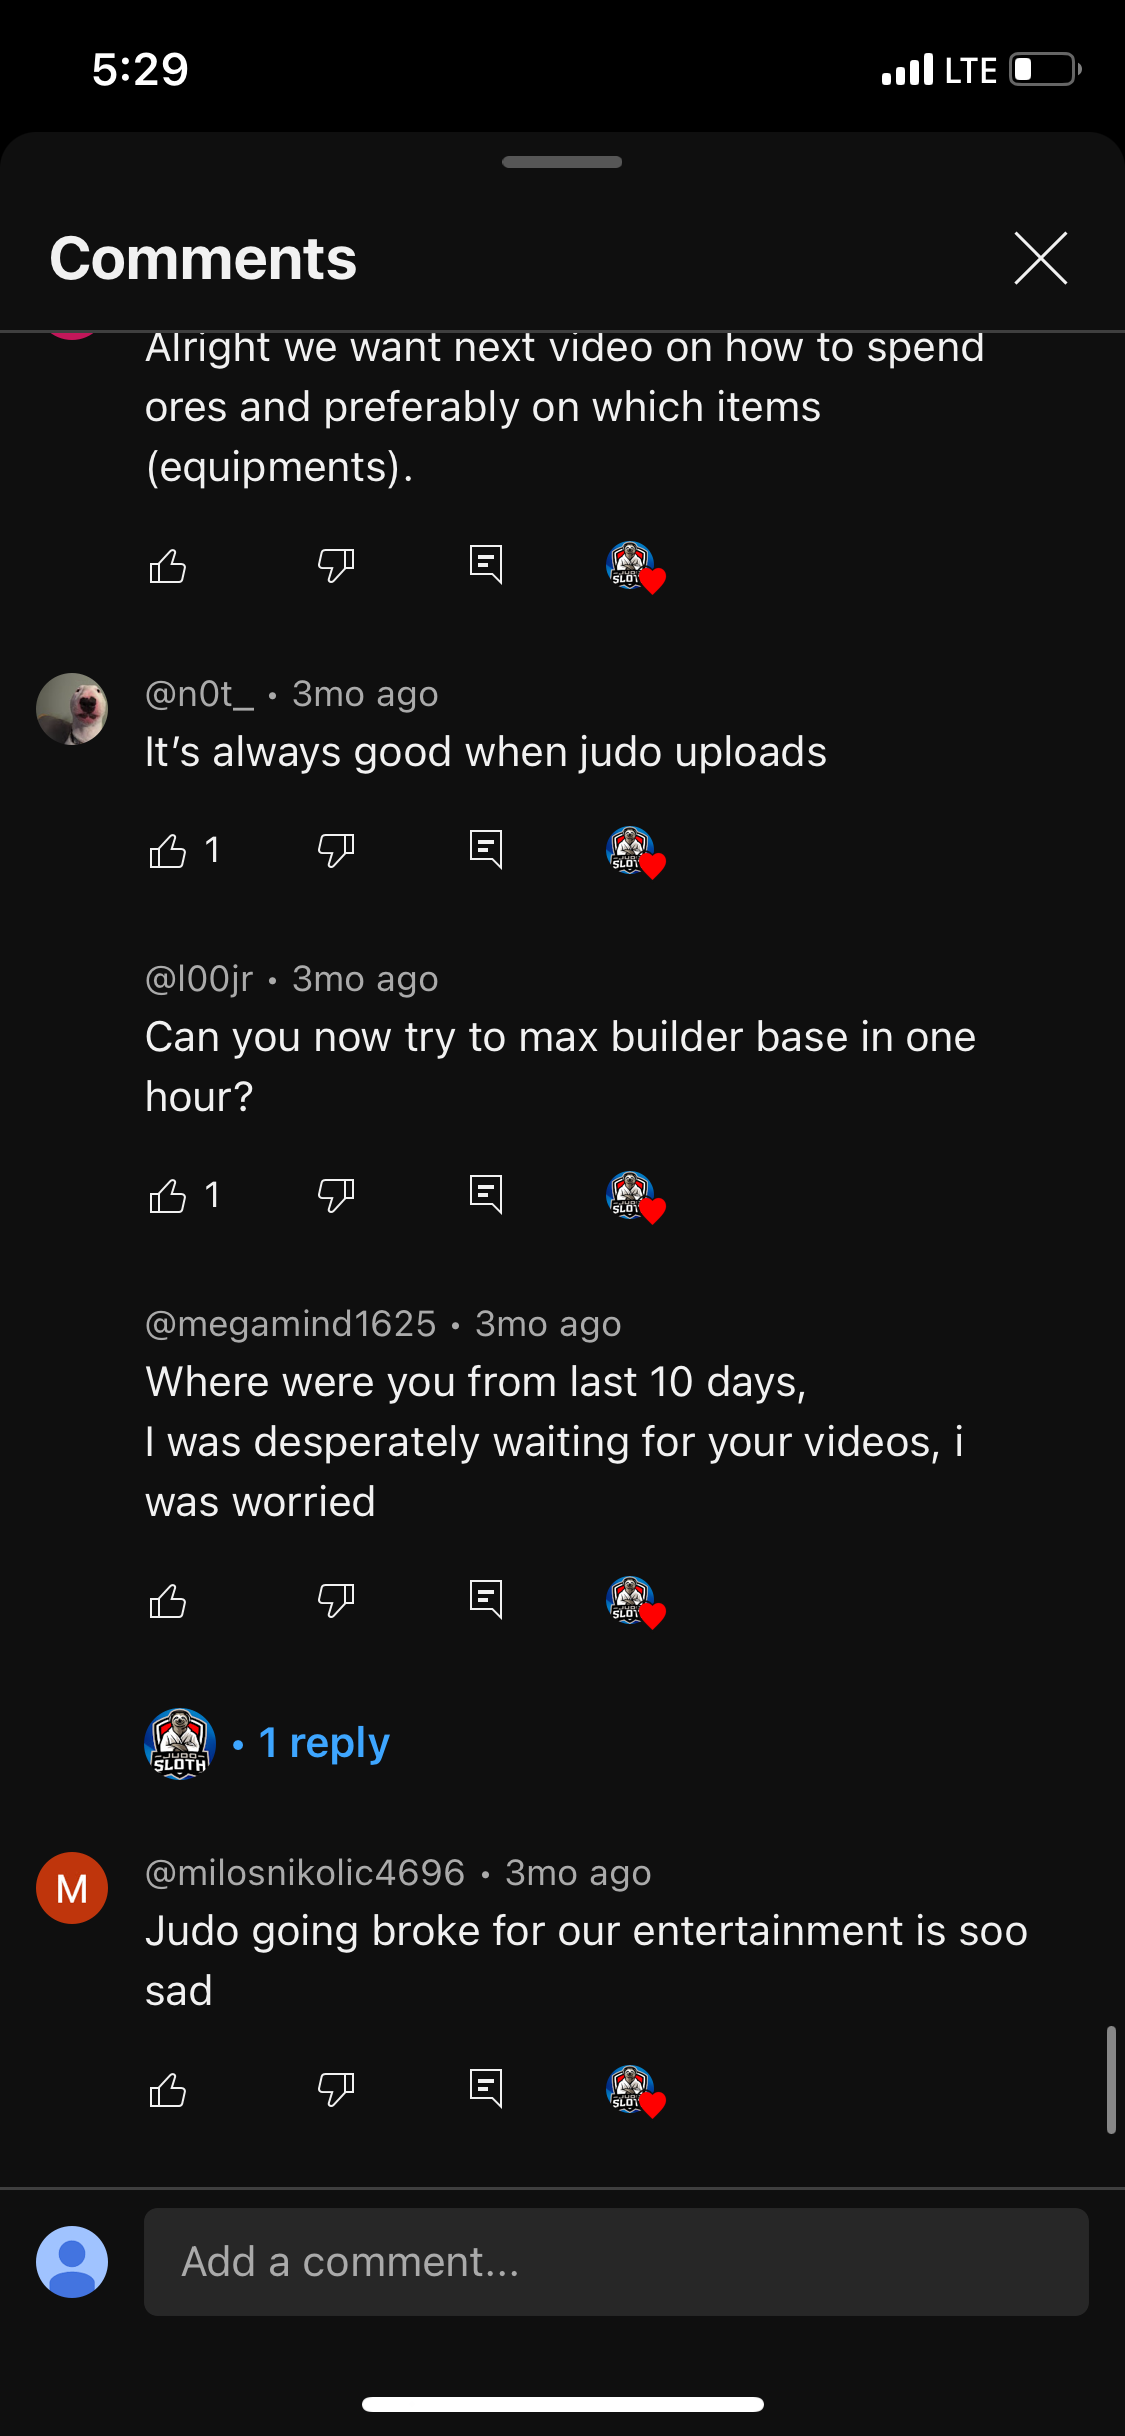 5:29
LTE
Comments
Alright we want next video on how to spend
ores and preferably on which items
(equipments).
@n0t_ • 3mo ago
It’s always good when judo uploads
1
@l00jr • 3mo ago
Can you now try to max builder base in one
hour?
1
@megamind1625 • 3mo ago
Where were you from last 10 days,
I was desperately waiting for your videos, i
was worried
JUDO
SLOTH
• 1 reply
M
@milosnikolic4696 • 3mo ago
Judo going broke for our entertainment is soo
sad
Add a comment...